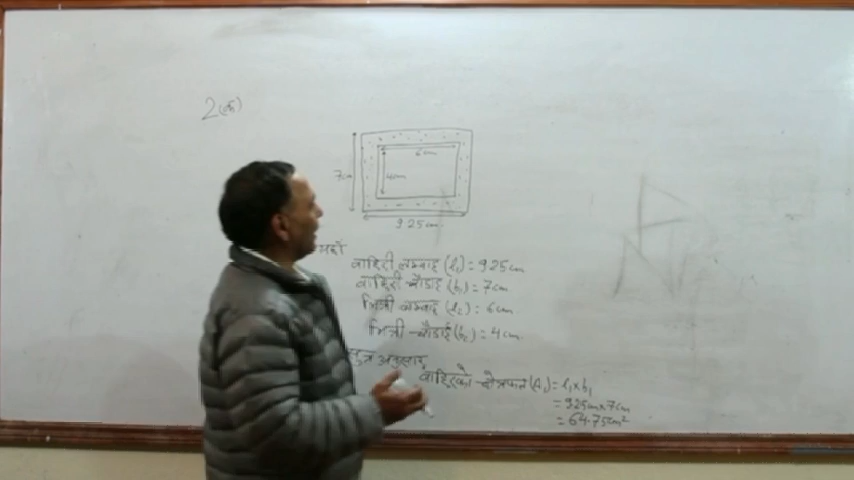 2(क)
6cm
7cm
4cm
9.25cm
यहाँ
बाहिरी लम्बाइ (l₁) = 9.25cm
बाहिरी चौडाइ (b₁) = 7cm
भित्री लम्बाइ (l₂) = 6cm
भित्री चौडाई (b₂) = 4cm
सुत्र अनुसार
बाहिरको क्षेत्रफल (A₁) = l₁×b₁
= 9.25cm×7cm
= 64.75cm²